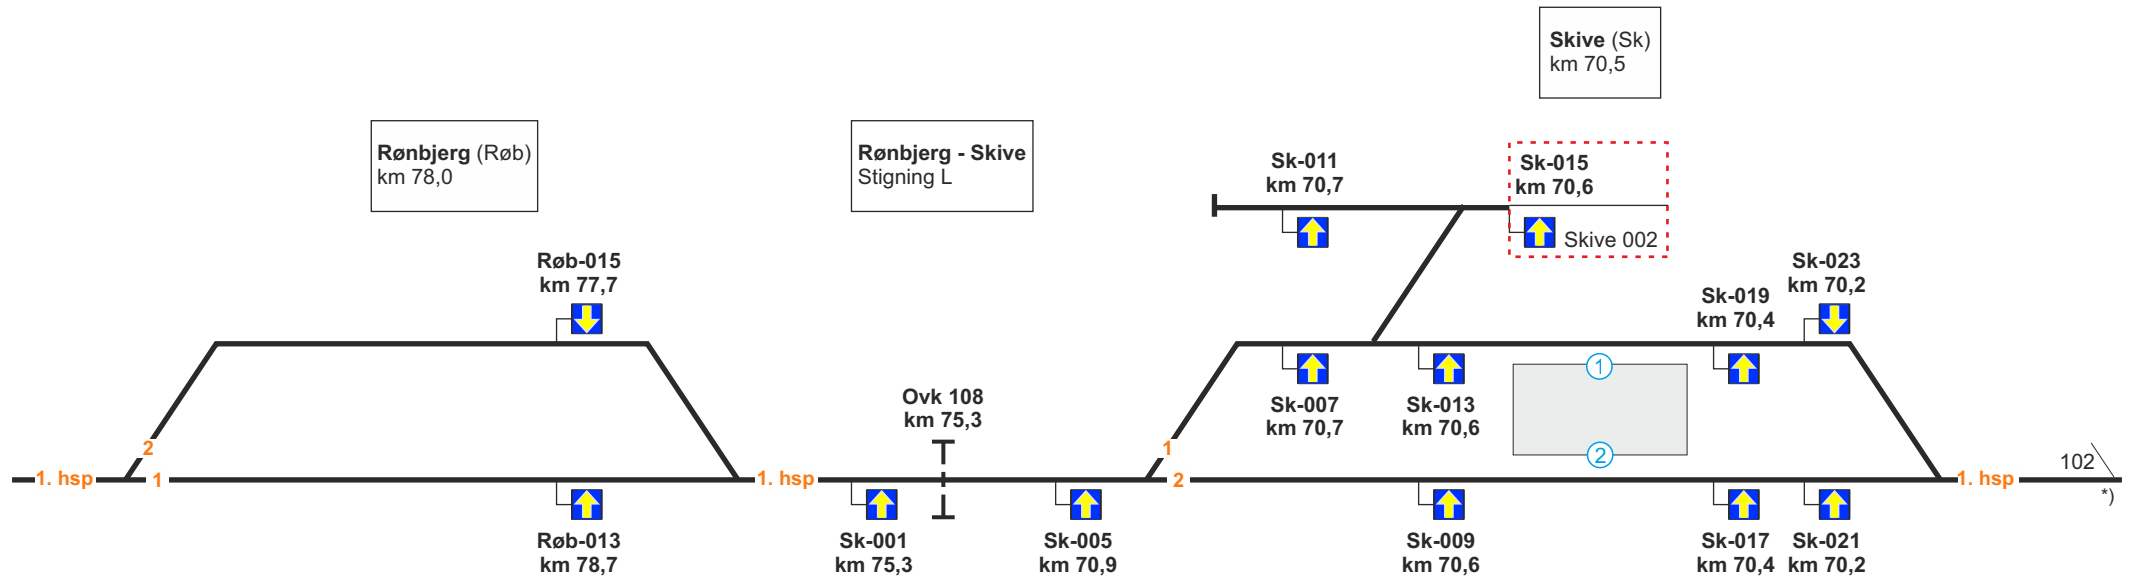 Skive (Sk)
km 70,5
Rønbjerg (Røb)
km 78,0
Rønbjerg - Skive
Stigning L
Sk-011
km 70,7
Sk-015
km 70,6
Skive 002
Røb-015
km 77,7
Sk-023
km 70,2
Sk-019
km 70,4
Ovk 108
km 75,3
Sk-007
km 70,7
Sk-013
km 70,6
1
2
2
1
102
1. hsp
1
1. hsp
2
1. hsp
*)
Røb-013
km 78,7
Sk-001
km 75,3
Sk-005
km 70,9
Sk-009
km 70,6
Sk-017
km 70,4
Sk-021
km 70,2